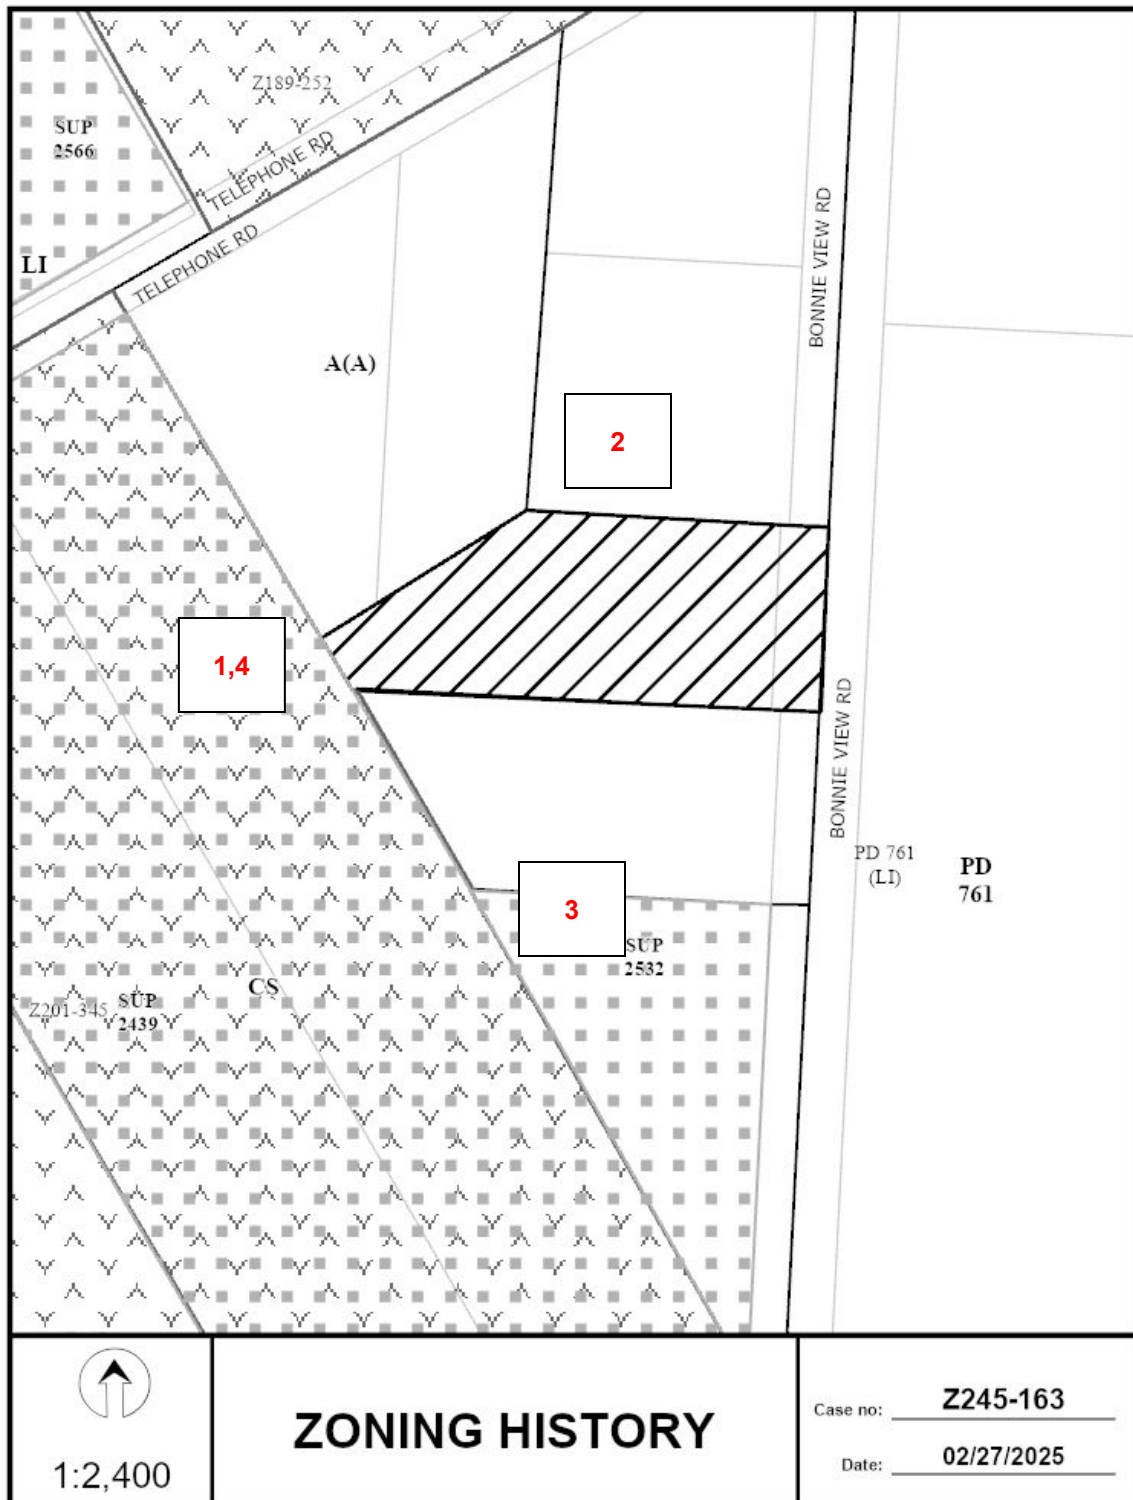 Z189-252
SUP
2566
TELEPHONE RD
TELEPHONE RD
LI
BONNIE VIEW RD
A(A)
2
1,4
BONNIE VIEW RD
PD 761
(LI)
PD
761
3
SUP
2532
CS
Z201-345
SUP
2439
1:2,400
ZONING HISTORY
Case no: Z245-163
Date: 02/27/2025